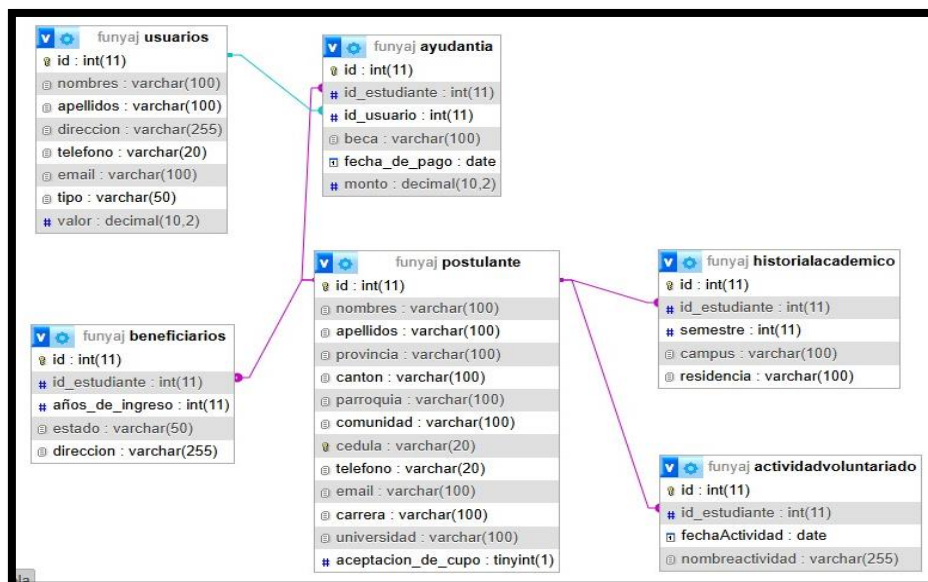 funyaj usuarios
id : int(11)
nombres : varchar(100)
apellidos : varchar(100)
direccion : varchar(255)
telefono : varchar(20)
email : varchar(100)
tipo : varchar(50)
valor : decimal(10,2)
funyaj ayudantia
id : int(11)
id_estudiante : int(11)
id_usuario : int(11)
beca : varchar(100)
fecha_de_pago : date
monto : decimal(10,2)
funyaj beneficiarios
id : int(11)
id_estudiante : int(11)
años_de_ingreso : int(11)
estado : varchar(50)
direccion : varchar(255)
funyaj postulante
id : int(11)
nombres : varchar(100)
apellidos : varchar(100)
provincia : varchar(100)
canton : varchar(100)
parroquia : varchar(100)
comunidad : varchar(100)
cedula : varchar(20)
telefono : varchar(20)
email : varchar(100)
carrera : varchar(100)
universidad : varchar(100)
aceptacion_de_cupo : tinyint(1)
funyaj historialacademico
id : int(11)
id_estudiante : int(11)
semestre : int(11)
campus : varchar(100)
residencia : varchar(100)
funyaj actividadvoluntariado
id : int(11)
id_estudiante : int(11)
fechaActividad : date
nombreactividad : varchar(255)